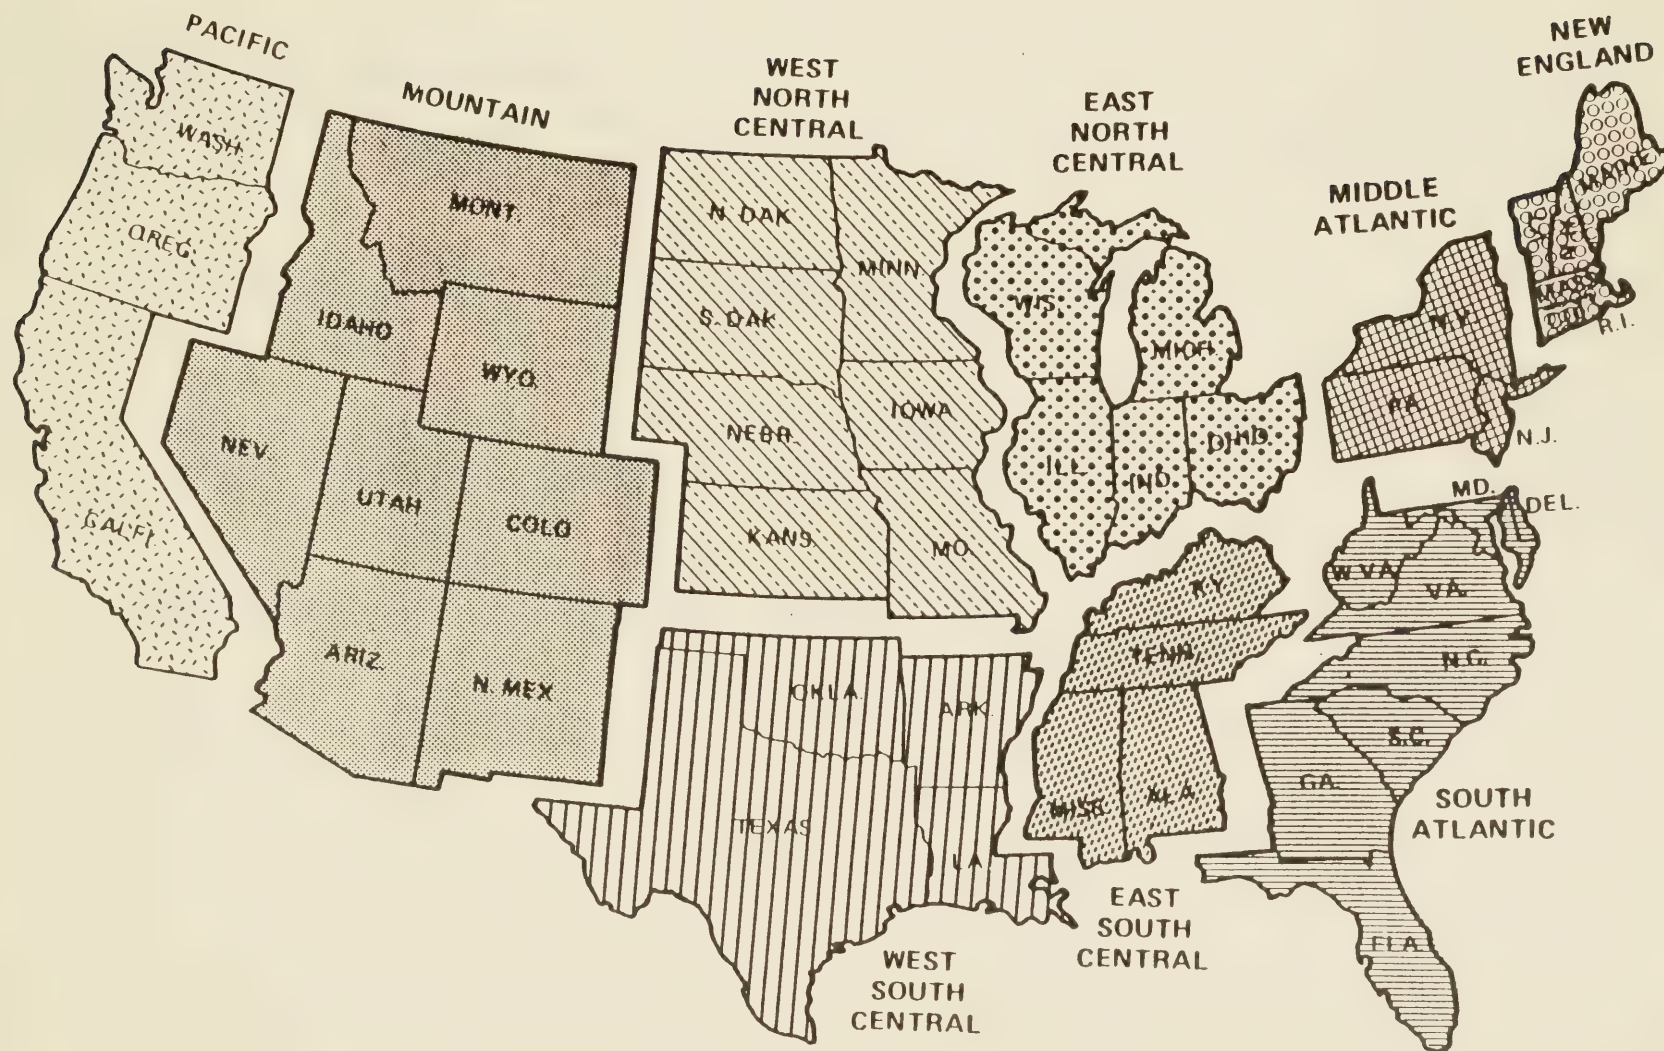 PACIFIC
MOUNTAIN
WEST
NORTH
CENTRAL
EAST
NORTH
CENTRAL
MIDDLE
ATLANTIC
NEW
ENGLAND
WASH.
OREG.
CALFI.
MONT.
IDAHO
WYO.
NEV.
UTAH
COLO
ARIZ.
N. MEX
N. DAK
S. DAK
NEBR.
KANS.
MINN.
IOWA
MO.
WIS.
MICH.
ILL.
IND.
OHIO.
N.Y.
PA.
N.J.
MAINE
MASS
R.I.
MD.
DEL.
W.VA.
VA.
N.C.
S.C.
GA.
FLA.
SOUTH
ATLANTIC
KY.
TENN.
MISS.
ALA
EAST
SOUTH
CENTRAL
OKLA.
ARK.
TEXAS
LA
WEST
SOUTH
CENTRAL